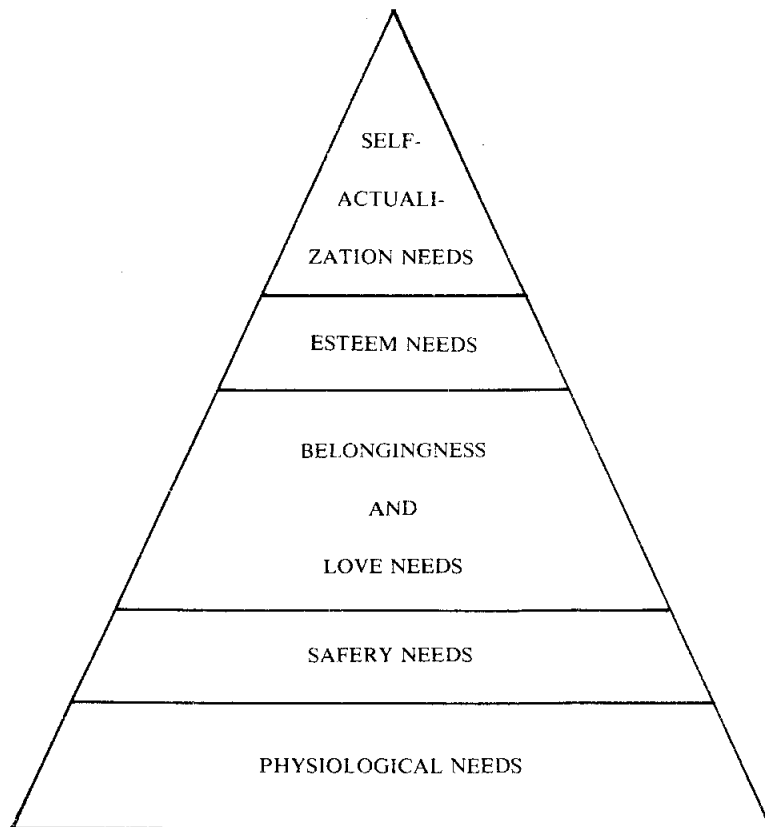 SELF-
ACTUALI-
ZATION NEEDS
ESTEEM NEEDS
BELONGINGNESS
AND
LOVE NEEDS
SAFERY NEEDS
PHYSIOLOGICAL NEEDS